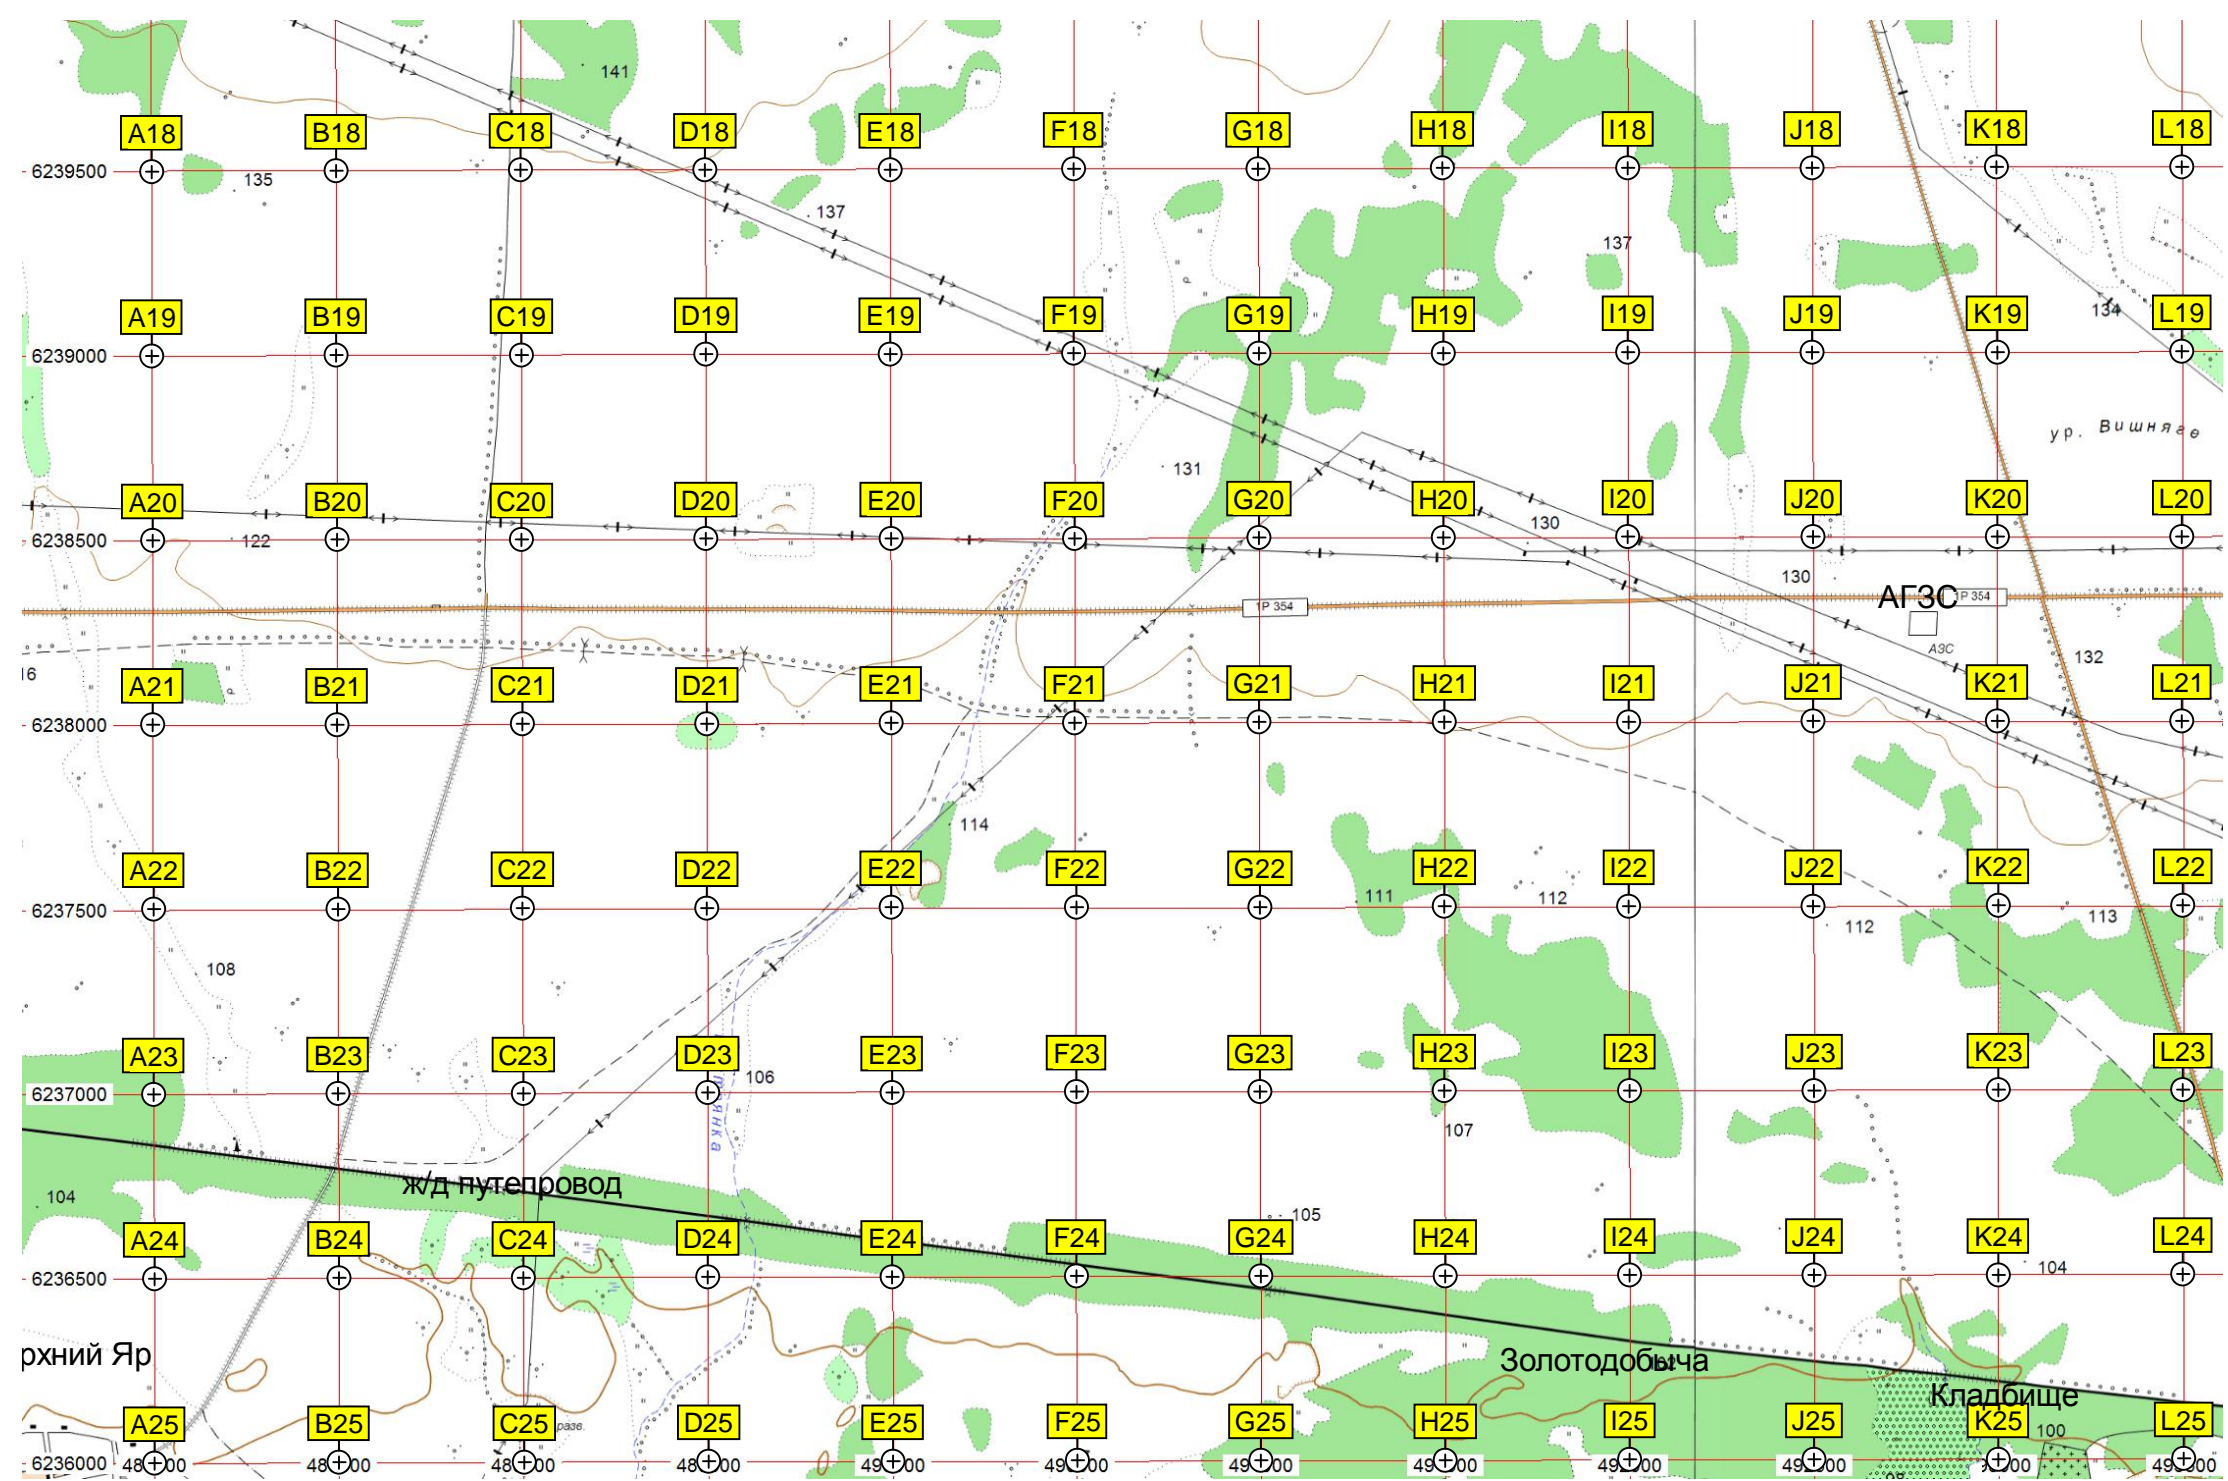 141
A18 B18 C18 D18 E18 F18 G18 H18 I18 J18 K18 L18
6239500
135
137
137
A19 B19 C19 D19 E19 F19 G19 H19 I19 J19 K19 L19
134
6239000
ур. Вишняго
131
A20 B20 C20 D20 E20 F20 G20 H20 I20 J20 K20 L20
130
6238500
122
130
АГЗС
1Р 354
1Р 354
АЗС
132
16
A21 B21 C21 D21 E21 F21 G21 H21 I21 J21 K21 L21
6238000
114
A22 B22 C22 D22 E22 F22 G22 H22 I22 J22 K22 L22
111
112
6237500
113
112
108
A23 B23 C23 D23 E23 F23 G23 H23 I23 J23 K23 L23
106
6237000
107
ж/д путепровод
104
105
A24 B24 C24 D24 E24 F24 G24 H24 I24 J24 K24 L24
104
6236500
рхний Яр
Золотодобыча
Кладбище
A25 B25 C25 D25 E25 F25 G25 H25 I25 J25 K25 L25
разв.
100
6236000